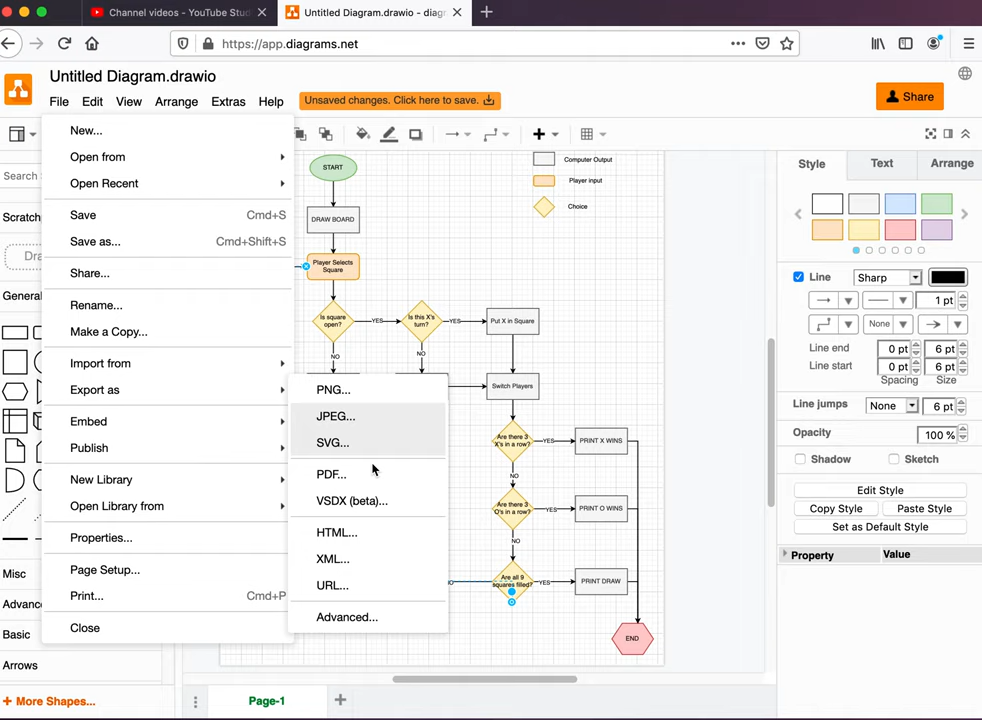 Channel videos - YouTube Stud
Untitled Diagram.drawio - diagr
https://app.diagrams.net
Untitled Diagram.drawio
File Edit View Arrange Extras Help
Unsaved changes. Click here to save.
Share
Search
Scratch
Dra
General
Misc
Advanc
Basic
Arrows
+ More Shapes...
New...
Open from
Open Recent
Save Cmd+S
Save as... Cmd+Shift+S
Share...
Rename...
Make a Copy...
Import from
Export as
Embed
Publish
New Library
Open Library from
Properties...
Page Setup...
Print... Cmd+P
Close
PNG...
JPEG...
SVG...
PDF...
VSDX (beta)...
HTML...
XML...
URL...
Advanced...
START
DRAW BOARD
Player Selects
Square
Is square
open?
YES
Is this X's
turn?
YES
Put X in Square
NO
NO
Switch Players
Are there 3
X's in a row?
YES
PRINT X WINS
NO
Are there 3
O's in a row?
YES
PRINT O WINS
NO
Are all 9
squares filled?
YES
PRINT DRAW
END
Computer Output
Player input
Choice
Page-1
Style Text Arrange
Line
Sharp
1 pt
None
Line end 0 pt 6 pt
Line start 0 pt 6 pt
Spacing Size
Line jumps None 6 pt
Opacity 100 %
Shadow Sketch
Edit Style
Copy Style Paste Style
Set as Default Style
Property Value